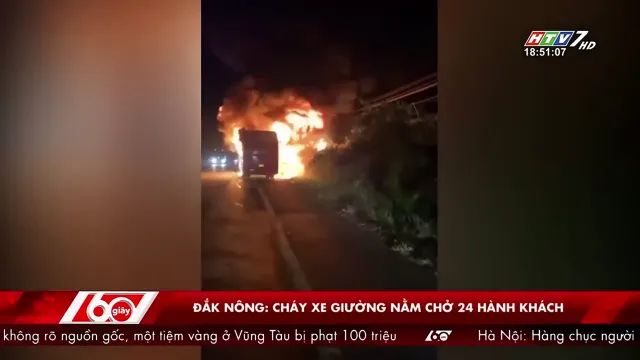 HTV7 HD
18:51:07
60 giây
ĐẮK NÔNG: CHÁY XE GIƯỜNG NẰM CHỞ 24 HÀNH KHÁCH
không rõ nguồn gốc, một tiệm vàng ở Vũng Tàu bị phạt 100 triệu 60 Hà Nội: Hàng chục người